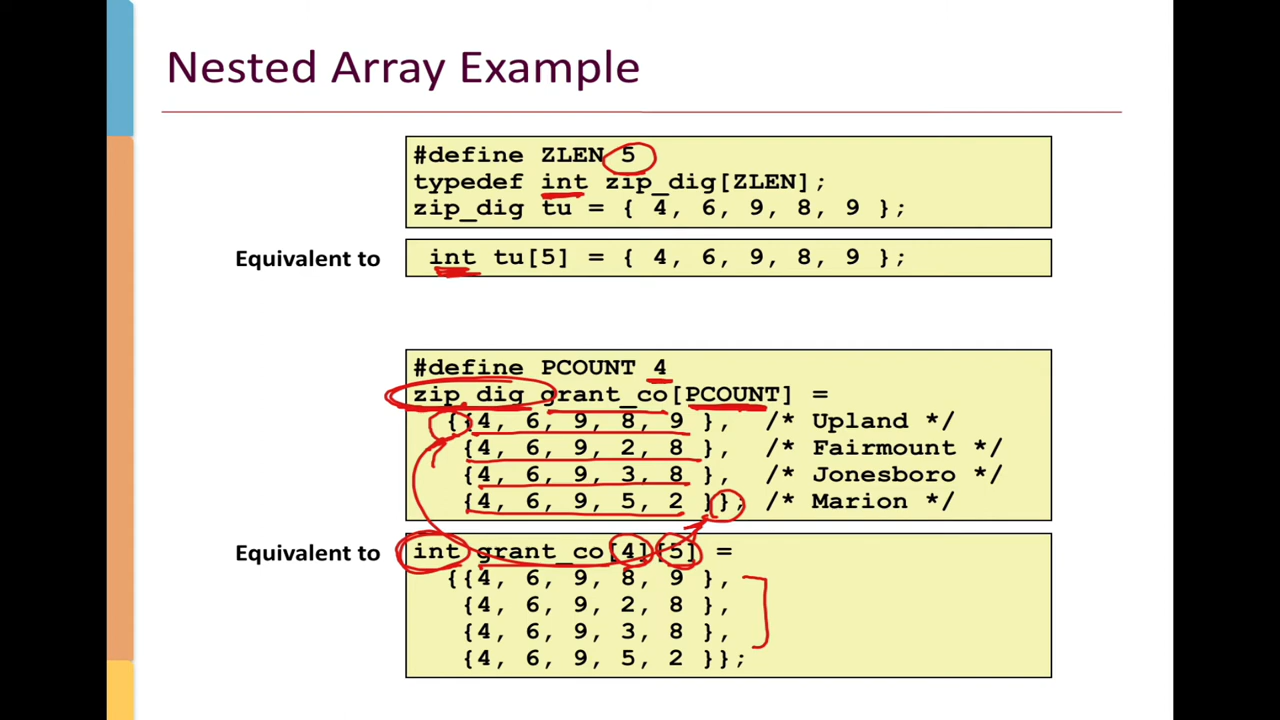 Nested Array Example
#define ZLEN 5
typedef int zip_dig[ZLEN];
zip_dig tu = { 4, 6, 9, 8, 9 };
Equivalent to
int tu[5] = { 4, 6, 9, 8, 9 };
#define PCOUNT 4
zip_dig grant_co[PCOUNT] =
{{4, 6, 9, 8, 9 }, /* Upland */
{4, 6, 9, 2, 8 }, /* Fairmount */
{4, 6, 9, 3, 8 }, /* Jonesboro */
{4, 6, 9, 5, 2 }}; /* Marion */
Equivalent to
int grant_co[4][5] =
{{4, 6, 9, 8, 9 },
{4, 6, 9, 2, 8 },
{4, 6, 9, 3, 8 },
{4, 6, 9, 5, 2 }};